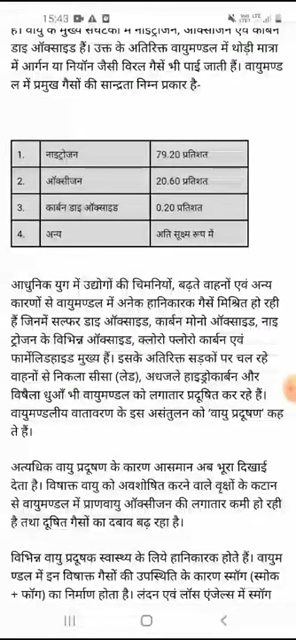 15:43
है। वायु के मुख्य संघटकों में नाइट्रोजन, ऑक्सीजन एवं कार्बन
डाइ ऑक्साइड हैं। उक्त के अतिरिक्त वायुमण्डल में थोड़ी मात्रा
में आर्गन या नियॉन जैसी विरल गैसें भी पाई जाती हैं। वायुमण्ड
ल में प्रमुख गैसों की सान्द्रता निम्न प्रकार है-
1. नाइट्रोजन 79.20 प्रतिशत
2. ऑक्सीजन 20.60 प्रतिशत
3. कार्बन डाइ ऑक्साइड 0.20 प्रतिशत
4. अन्य अति सूक्ष्म रूप में
आधुनिक युग में उद्योगों की चिमनियों, बढ़ते वाहनों एवं अन्य
कारणों से वायुमण्डल में अनेक हानिकारक गैसें मिश्रित हो रही
हैं जिनमें सल्फर डाइ ऑक्साइड, कार्बन मोनो ऑक्साइड, नाइ
ट्रोजन के विभिन्न ऑक्साइड, क्लोरो फ्लोरो कार्बन एवं
फार्मेलिडहाइड मुख्य हैं। इसके अतिरिक्त सड़कों पर चल रहे
वाहनों से निकला सीसा (लेड), अधजले हाइड्रोकार्बन और
विषैला धुआँ भी वायुमण्डल को लगातार प्रदूषित कर रहे हैं।
वायुमण्डलीय वातावरण के इस असंतुलन को 'वायु प्रदूषण' कह
ते हैं।
अत्यधिक वायु प्रदूषण के कारण आसमान अब भूरा दिखाई
देता है। विषाक्त वायु को अवशोषित करने वाले वृक्षों के कटान
से वायुमण्डल में प्राणवायु ऑक्सीजन की लगातार कमी हो रही
है तथा दूषित गैसों का दबाव बढ़ रहा है।
विभिन्न वायु प्रदूषक स्वास्थ्य के लिये हानिकारक होते हैं। वायुम
ण्डल में इन विषाक्त गैसों की उपस्थिति के कारण स्मॉग (स्मोक
+ फॉग) का निर्माण होता है। लंदन एवं लॉस एंजेल्स में स्मॉग